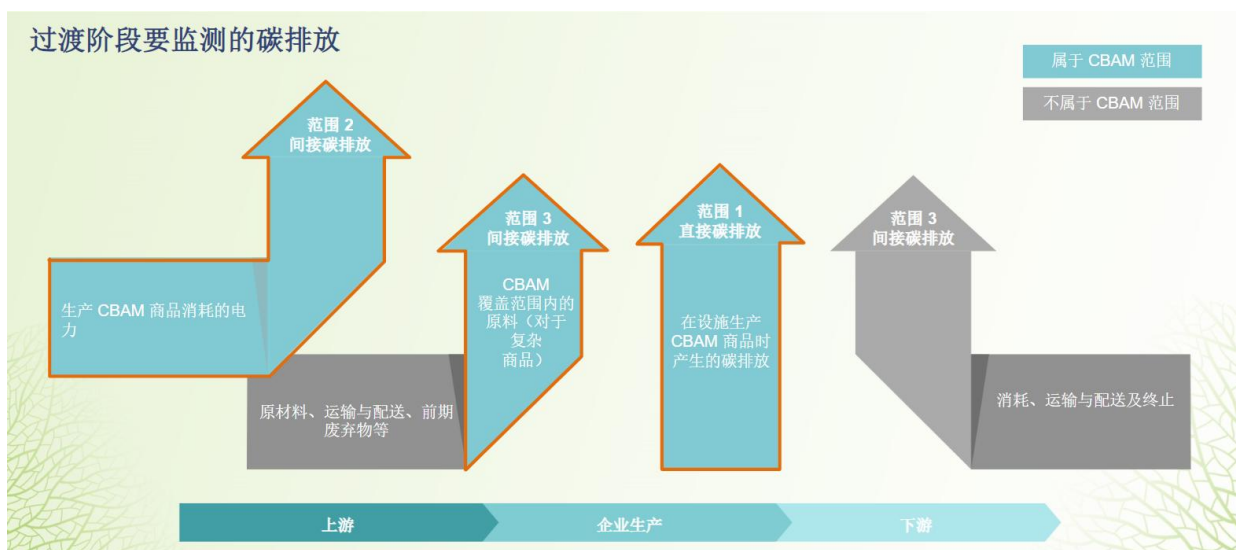 过渡阶段要监测的碳排放
属于 CBAM 范围
不属于 CBAM 范围
范围 2
间接碳排放
生产 CBAM 商品消耗的电
力
原材料、运输与配送、前期
废弃物等
范围 3
间接碳排放
CBAM
覆盖范围内的
原料（对于
复杂
商品）
范围 1
直接碳排放
在设施生产
CBAM 商品时
产生的碳排放
范围 3
间接碳排放
消耗、运输与配送及终止
上游
企业生产
下游